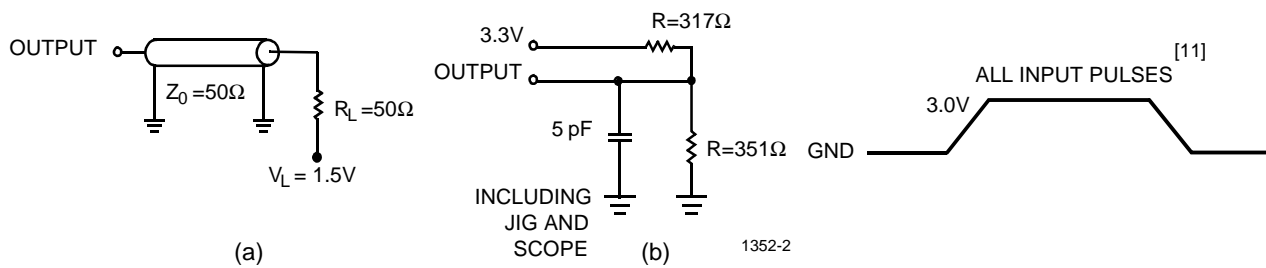 OUTPUT
Z0 =50Ω
RL =50Ω
VL = 1.5V
(a)
R=317Ω
3.3V
OUTPUT
5 pF
R=351Ω
INCLUDING
JIG AND
SCOPE
(b)
1352-2
ALL INPUT PULSES [11]
3.0V
GND